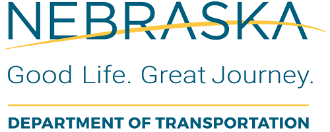 NEBRASKA
Good Life. Great Journey.
DEPARTMENT OF TRANSPORTATION